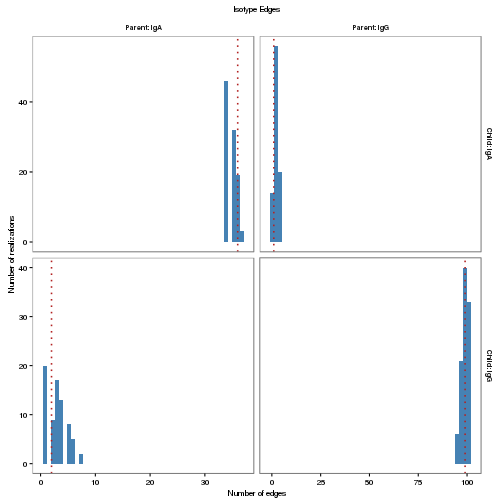 Isotype Edges
Parent: IgA
Parent: IgG
Number of realizations
40
20
0
Child: IgA
40
30
20
10
0
Child: IgG
0
10
20
30
0
25
50
75
100
Number of edges